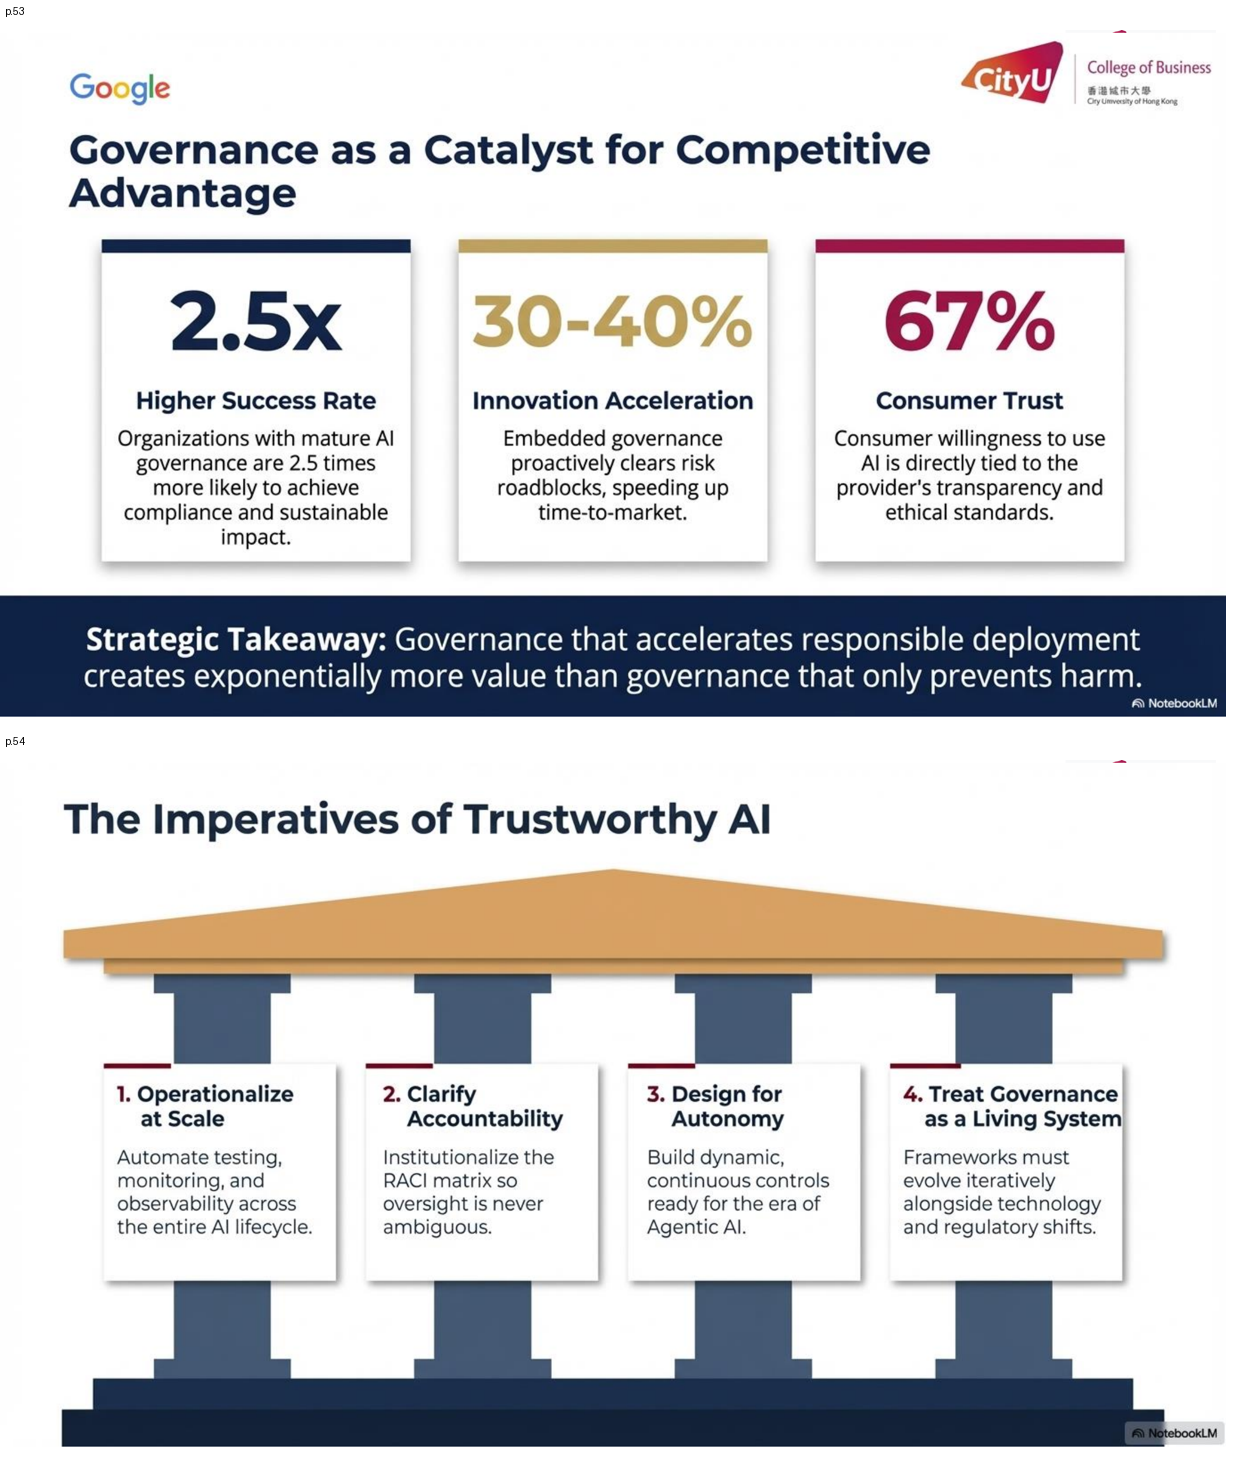 p.53
Google
CityU
College of Business
香港城市大學
City University of Hong Kong
Governance as a Catalyst for Competitive
Advantage
2.5x
Higher Success Rate
Organizations with mature AI
governance are 2.5 times
more likely to achieve
compliance and sustainable
impact.
30-40%
Innovation Acceleration
Embedded governance
proactively clears risk
roadblocks, speeding up
time-to-market.
67%
Consumer Trust
Consumer willingness to use
AI is directly tied to the
provider's transparency and
ethical standards.
Strategic Takeaway: Governance that accelerates responsible deployment
creates exponentially more value than governance that only prevents harm.
NotebookLM
p.54
The Imperatives of Trustworthy AI
1. Operationalize
at Scale
Automate testing,
monitoring, and
observability across
the entire AI lifecycle.
2. Clarify
Accountability
Institutionalize the
RACI matrix so
oversight is never
ambiguous.
3. Design for
Autonomy
Build dynamic,
continuous controls
ready for the era of
Agentic AI.
4. Treat Governance
as a Living System
Frameworks must
evolve iteratively
alongside technology
and regulatory shifts.
NotebookLM